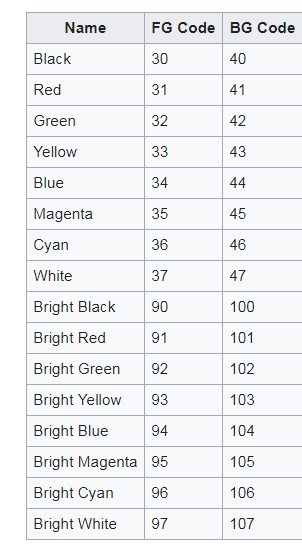 Name FG Code BG Code
Black 30 40
Red 31 41
Green 32 42
Yellow 33 43
Blue 34 44
Magenta 35 45
Cyan 36 46
White 37 47
Bright Black 90 100
Bright Red 91 101
Bright Green 92 102
Bright Yellow 93 103
Bright Blue 94 104
Bright Magenta 95 105
Bright Cyan 96 106
Bright White 97 107